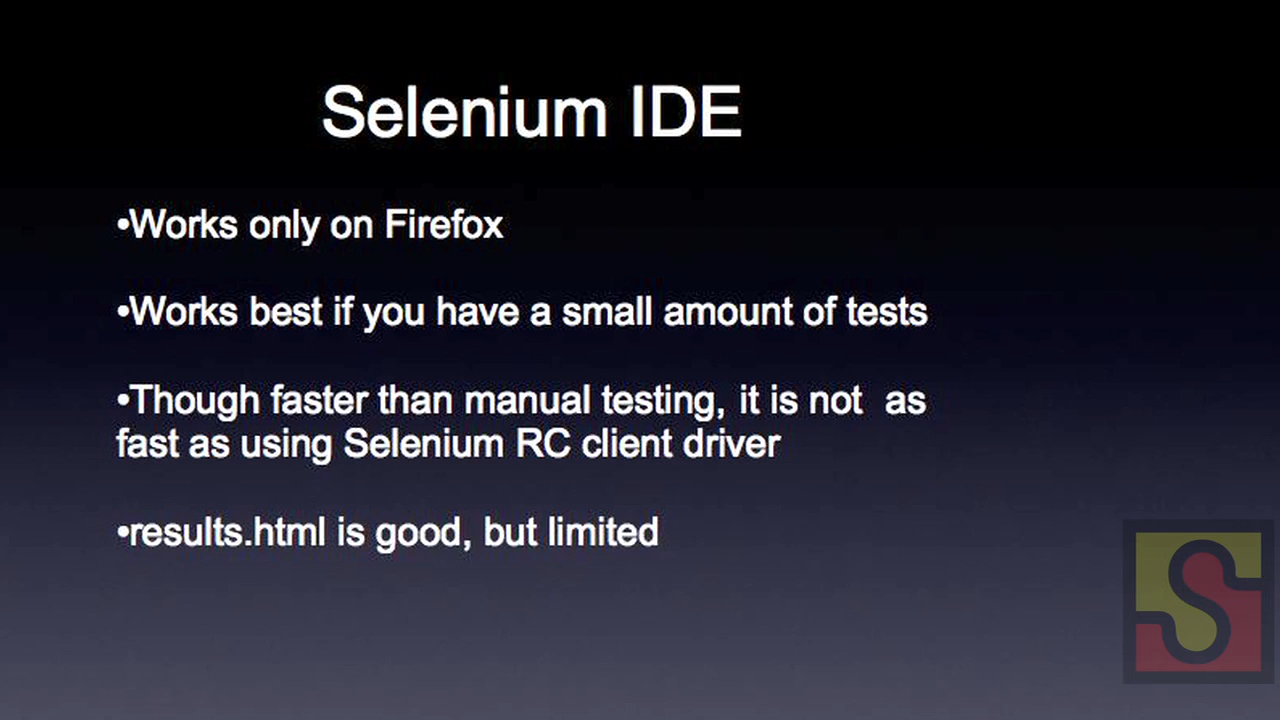 Selenium IDE
•Works only on Firefox
•Works best if you have a small amount of tests
•Though faster than manual testing, it is not as
fast as using Selenium RC client driver
•results.html is good, but limited